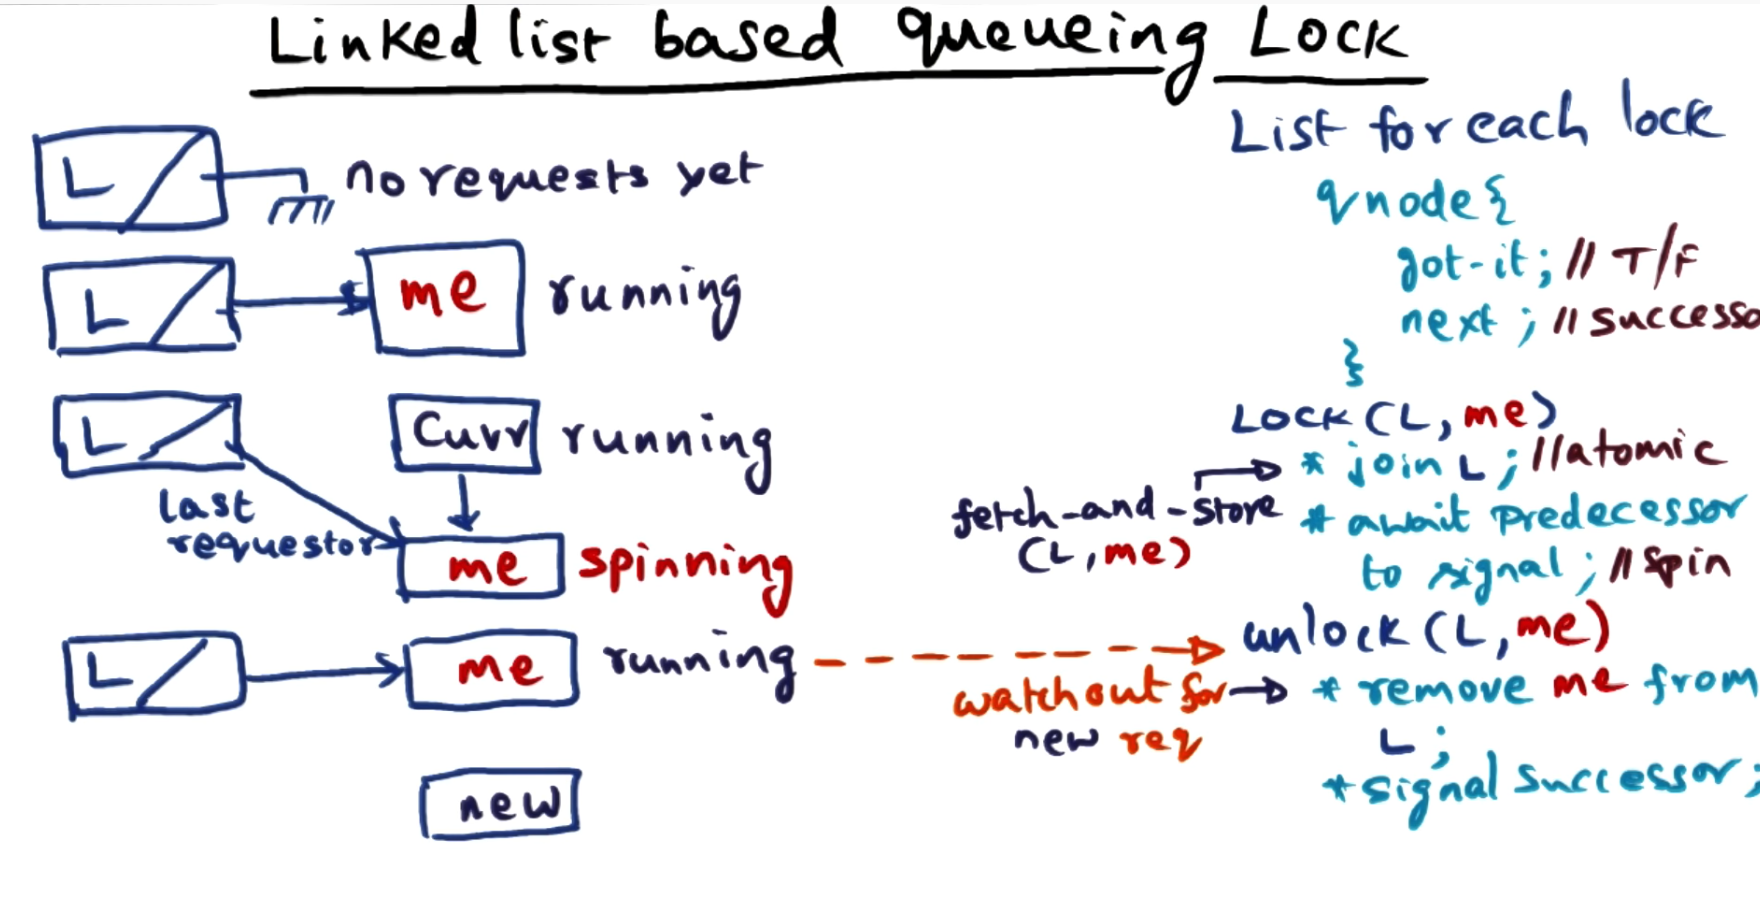 Linked list based queueing Lock
L no requests yet
L me running
L Curr running
last
requestor
me spinning
L me running
new
List for each lock
qnode {
got-it; // T/F
next ; // successo
}
LOCK (L, me)
* join L ; //atomic
fetch-and-store
(L, me)
* await predecessor
to signal ; // spin
unlock (L, me)
watch out for
new req
* remove me from
L ;
* signal successor;